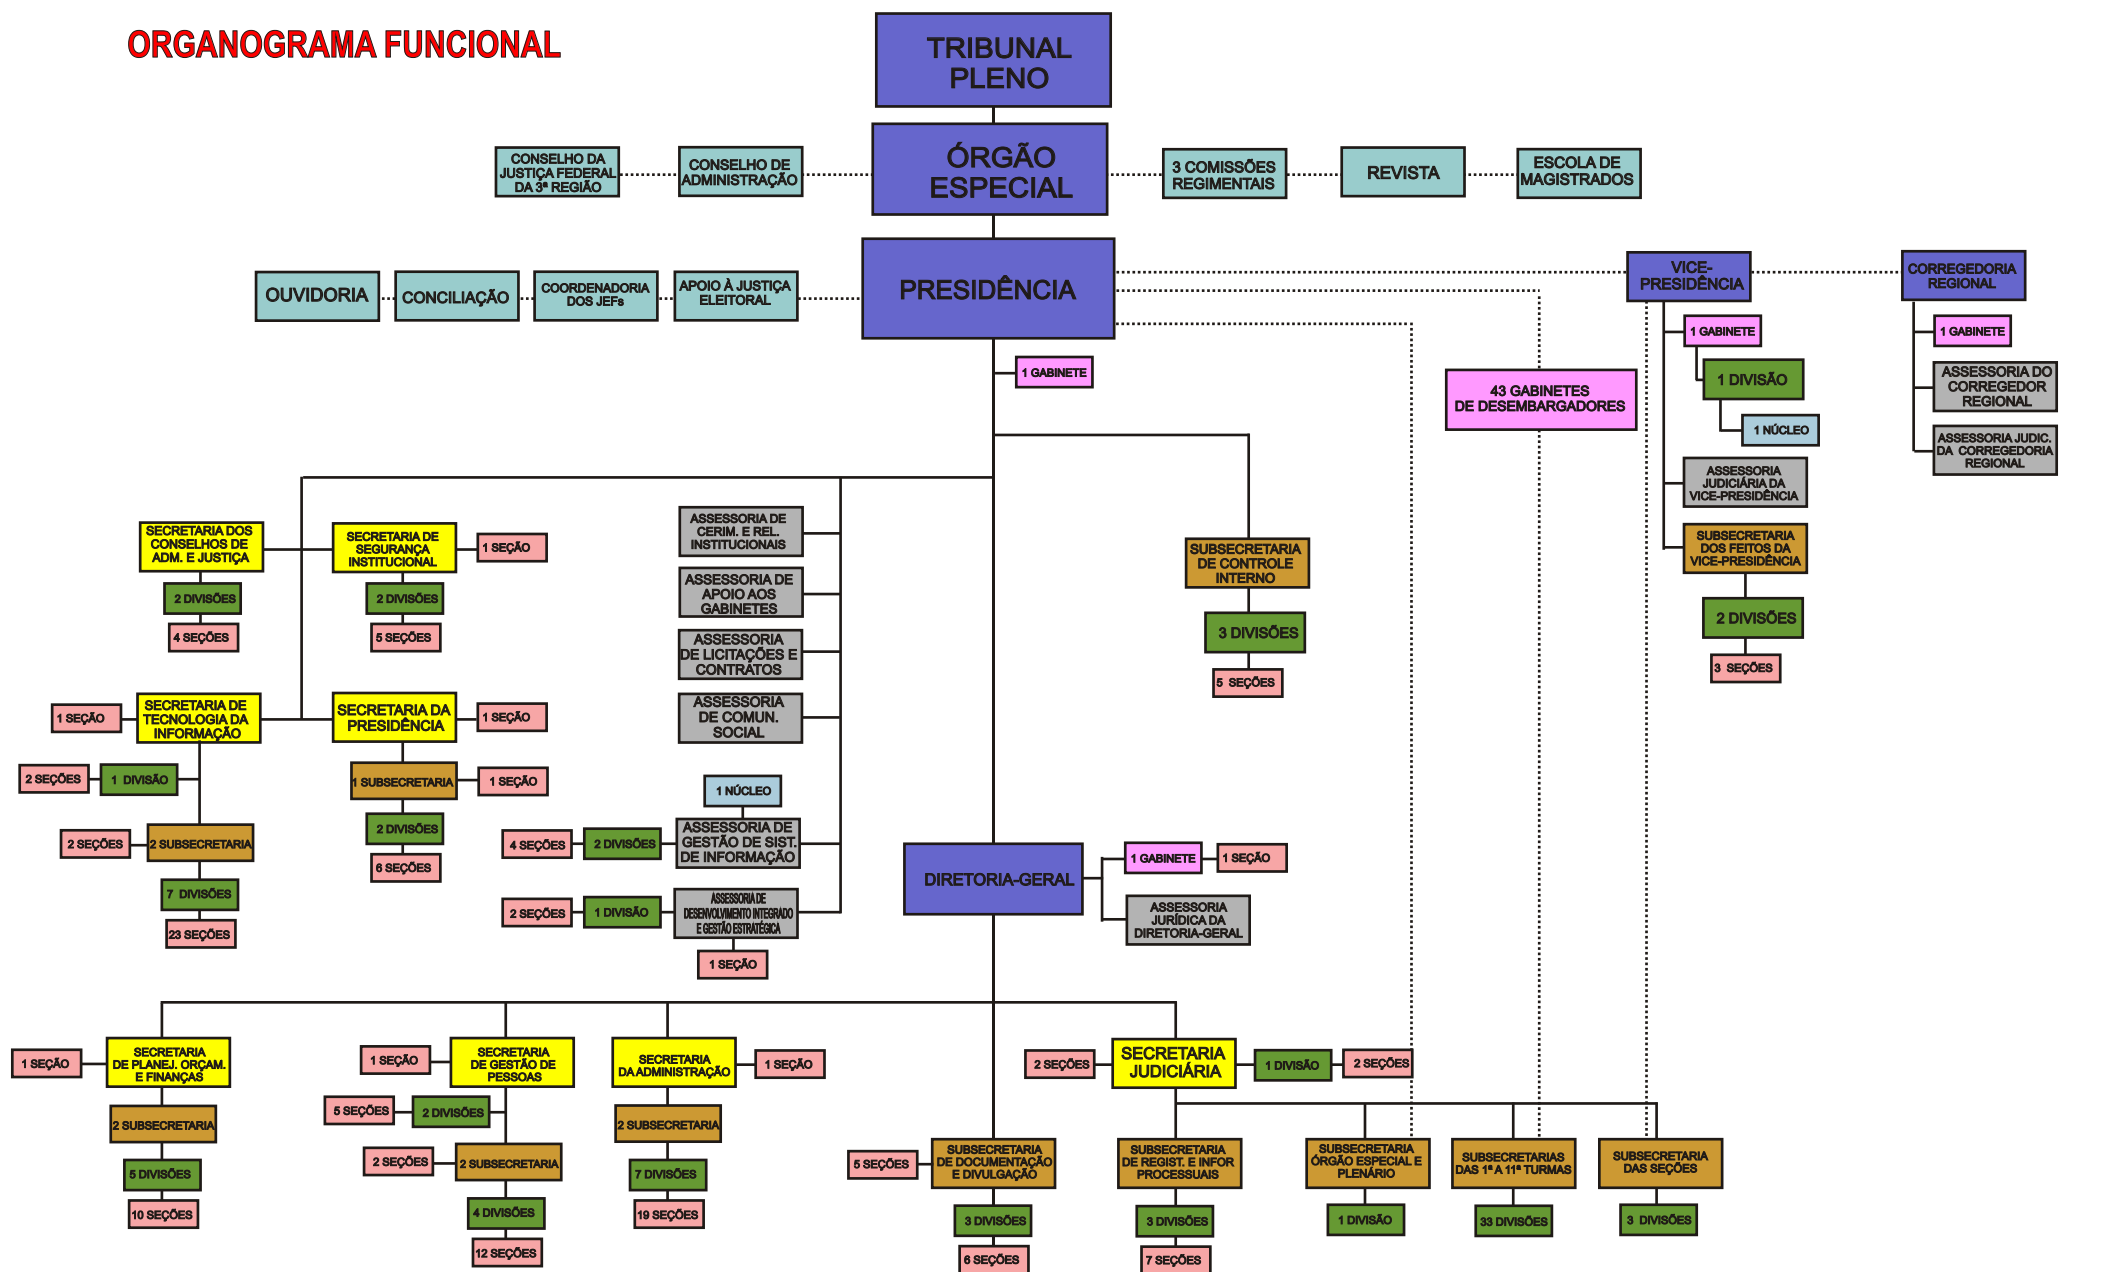 ORGANOGRAMA FUNCIONAL
TRIBUNAL
PLENO
CONSELHO DA
JUSTIÇA FEDERAL
DA 3ª REGIÃO
CONSELHO DE
ADMINISTRAÇÃO
ÓRGÃO
ESPECIAL
3 COMISSÕES
REGIMENTAIS
REVISTA
ESCOLA DE
MAGISTRADOS
OUVIDORIA
CONCILIAÇÃO
COORDENADORIA
DOS JEFs
APOIO À JUSTIÇA
ELEITORAL
PRESIDÊNCIA
VICE-
PRESIDÊNCIA
CORREGEDORIA
REGIONAL
1 GABINETE
43 GABINETES
DE DESEMBARGADORES
1 GABINETE
1 DIVISÃO
1 NÚCLEO
ASSESSORIA
JUDICIÁRIA DA
VICE-PRESIDÊNCIA
SUBSECRETARIA
DOS FEITOS DA
VICE-PRESIDÊNCIA
2 DIVISÕES
3 SEÇÕES
1 GABINETE
ASSESSORIA DO
CORREGEDOR
REGIONAL
ASSESSORIA JUDIC.
DA CORREGEDORIA
REGIONAL
SECRETARIA DOS
CONSELHOS DE
ADM. E JUSTIÇA
2 DIVISÕES
4 SEÇÕES
SECRETARIA DE
SEGURANÇA
INSTITUCIONAL
1 SEÇÃO
2 DIVISÕES
5 SEÇÕES
ASSESSORIA DE
CERIM. E REL.
INSTITUCIONAIS
ASSESSORIA DE
APOIO AOS
GABINETES
ASSESSORIA
DE LICITAÇÕES E
CONTRATOS
ASSESSORIA
DE COMUN.
SOCIAL
SUBSECRETARIA
DE CONTROLE
INTERNO
3 DIVISÕES
5 SEÇÕES
1 SEÇÃO
SECRETARIA DE
TECNOLOGIA DA
INFORMAÇÃO
2 SEÇÕES
1 DIVISÃO
2 SEÇÕES
2 SUBSECRETARIA
7 DIVISÕES
23 SEÇÕES
SECRETARIA DA
PRESIDÊNCIA
1 SEÇÃO
1 SUBSECRETARIA
1 SEÇÃO
2 DIVISÕES
6 SEÇÕES
1 NÚCLEO
4 SEÇÕES
2 DIVISÕES
ASSESSORIA DE
GESTÃO DE SIST.
DE INFORMAÇÃO
2 SEÇÕES
1 DIVISÃO
ASSESSORIA DE
DESENVOLVIMENTO INTEGRADO
E GESTÃO ESTRATÉGICA
1 SEÇÃO
DIRETORIA-GERAL
1 GABINETE
1 SEÇÃO
ASSESSORIA
JURÍDICA DA
DIRETORIA-GERAL
1 SEÇÃO
SECRETARIA
DE PLANEJ. ORÇAM.
E FINANÇAS
2 SUBSECRETARIA
5 DIVISÕES
10 SEÇÕES
1 SEÇÃO
SECRETARIA
DE GESTÃO DE
PESSOAS
5 SEÇÕES
2 DIVISÕES
2 SEÇÕES
2 SUBSECRETARIA
4 DIVISÕES
12 SEÇÕES
SECRETARIA
DA ADMINISTRAÇÃO
1 SEÇÃO
2 SUBSECRETARIA
7 DIVISÕES
19 SEÇÕES
2 SEÇÕES
SECRETARIA
JUDICIÁRIA
1 DIVISÃO
2 SEÇÕES
5 SEÇÕES
SUBSECRETARIA
DE DOCUMENTAÇÃO
E DIVULGAÇÃO
3 DIVISÕES
6 SEÇÕES
SUBSECRETARIA
DE REGIST. E INFOR
PROCESSUAIS
3 DIVISÕES
7 SEÇÕES
SUBSECRETARIA
ÓRGÃO ESPECIAL E
PLENÁRIO
1 DIVISÃO
SUBSECRETARIAS
DAS 1ª A 11ª TURMAS
33 DIVISÕES
SUBSECRETARIA
DAS SEÇÕES
3 DIVISÕES